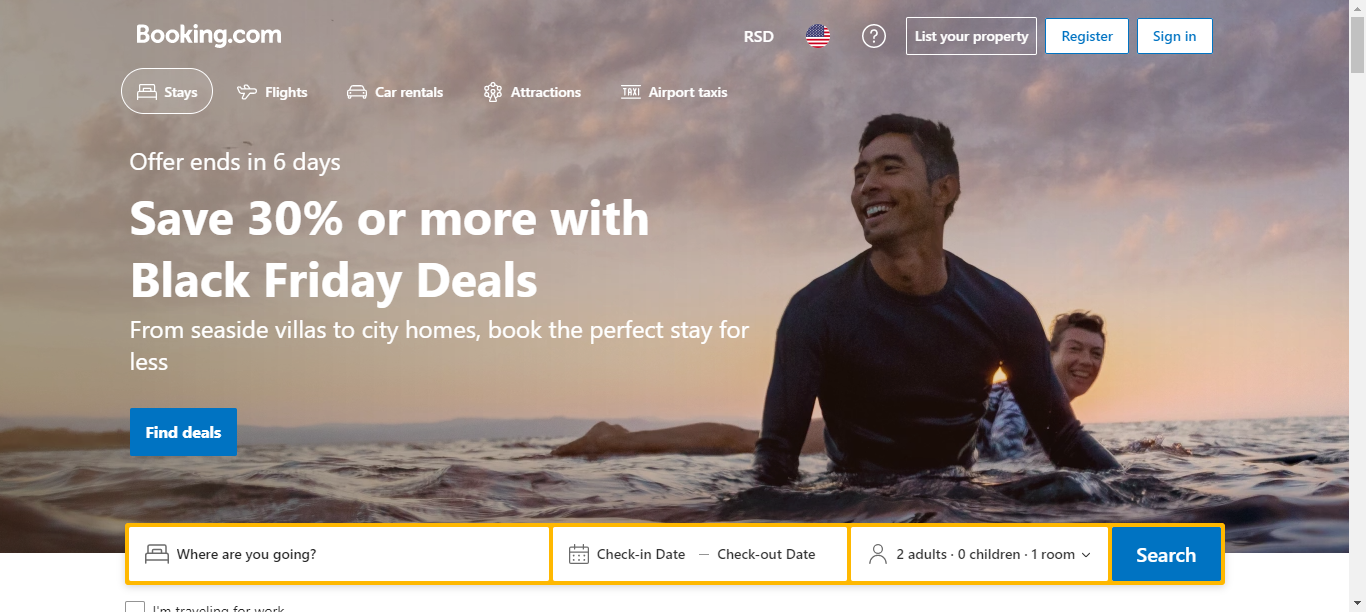 Booking.com
RSD
List your property
Register
Sign in
Stays
Flights
Car rentals
Attractions
TAXI
Airport taxis
Offer ends in 6 days
Save 30% or more with
Black Friday Deals
From seaside villas to city homes, book the perfect stay for
less
Find deals
Where are you going?
Check-in Date — Check-out Date
2 adults · 0 children · 1 room
Search
I'm traveling for work